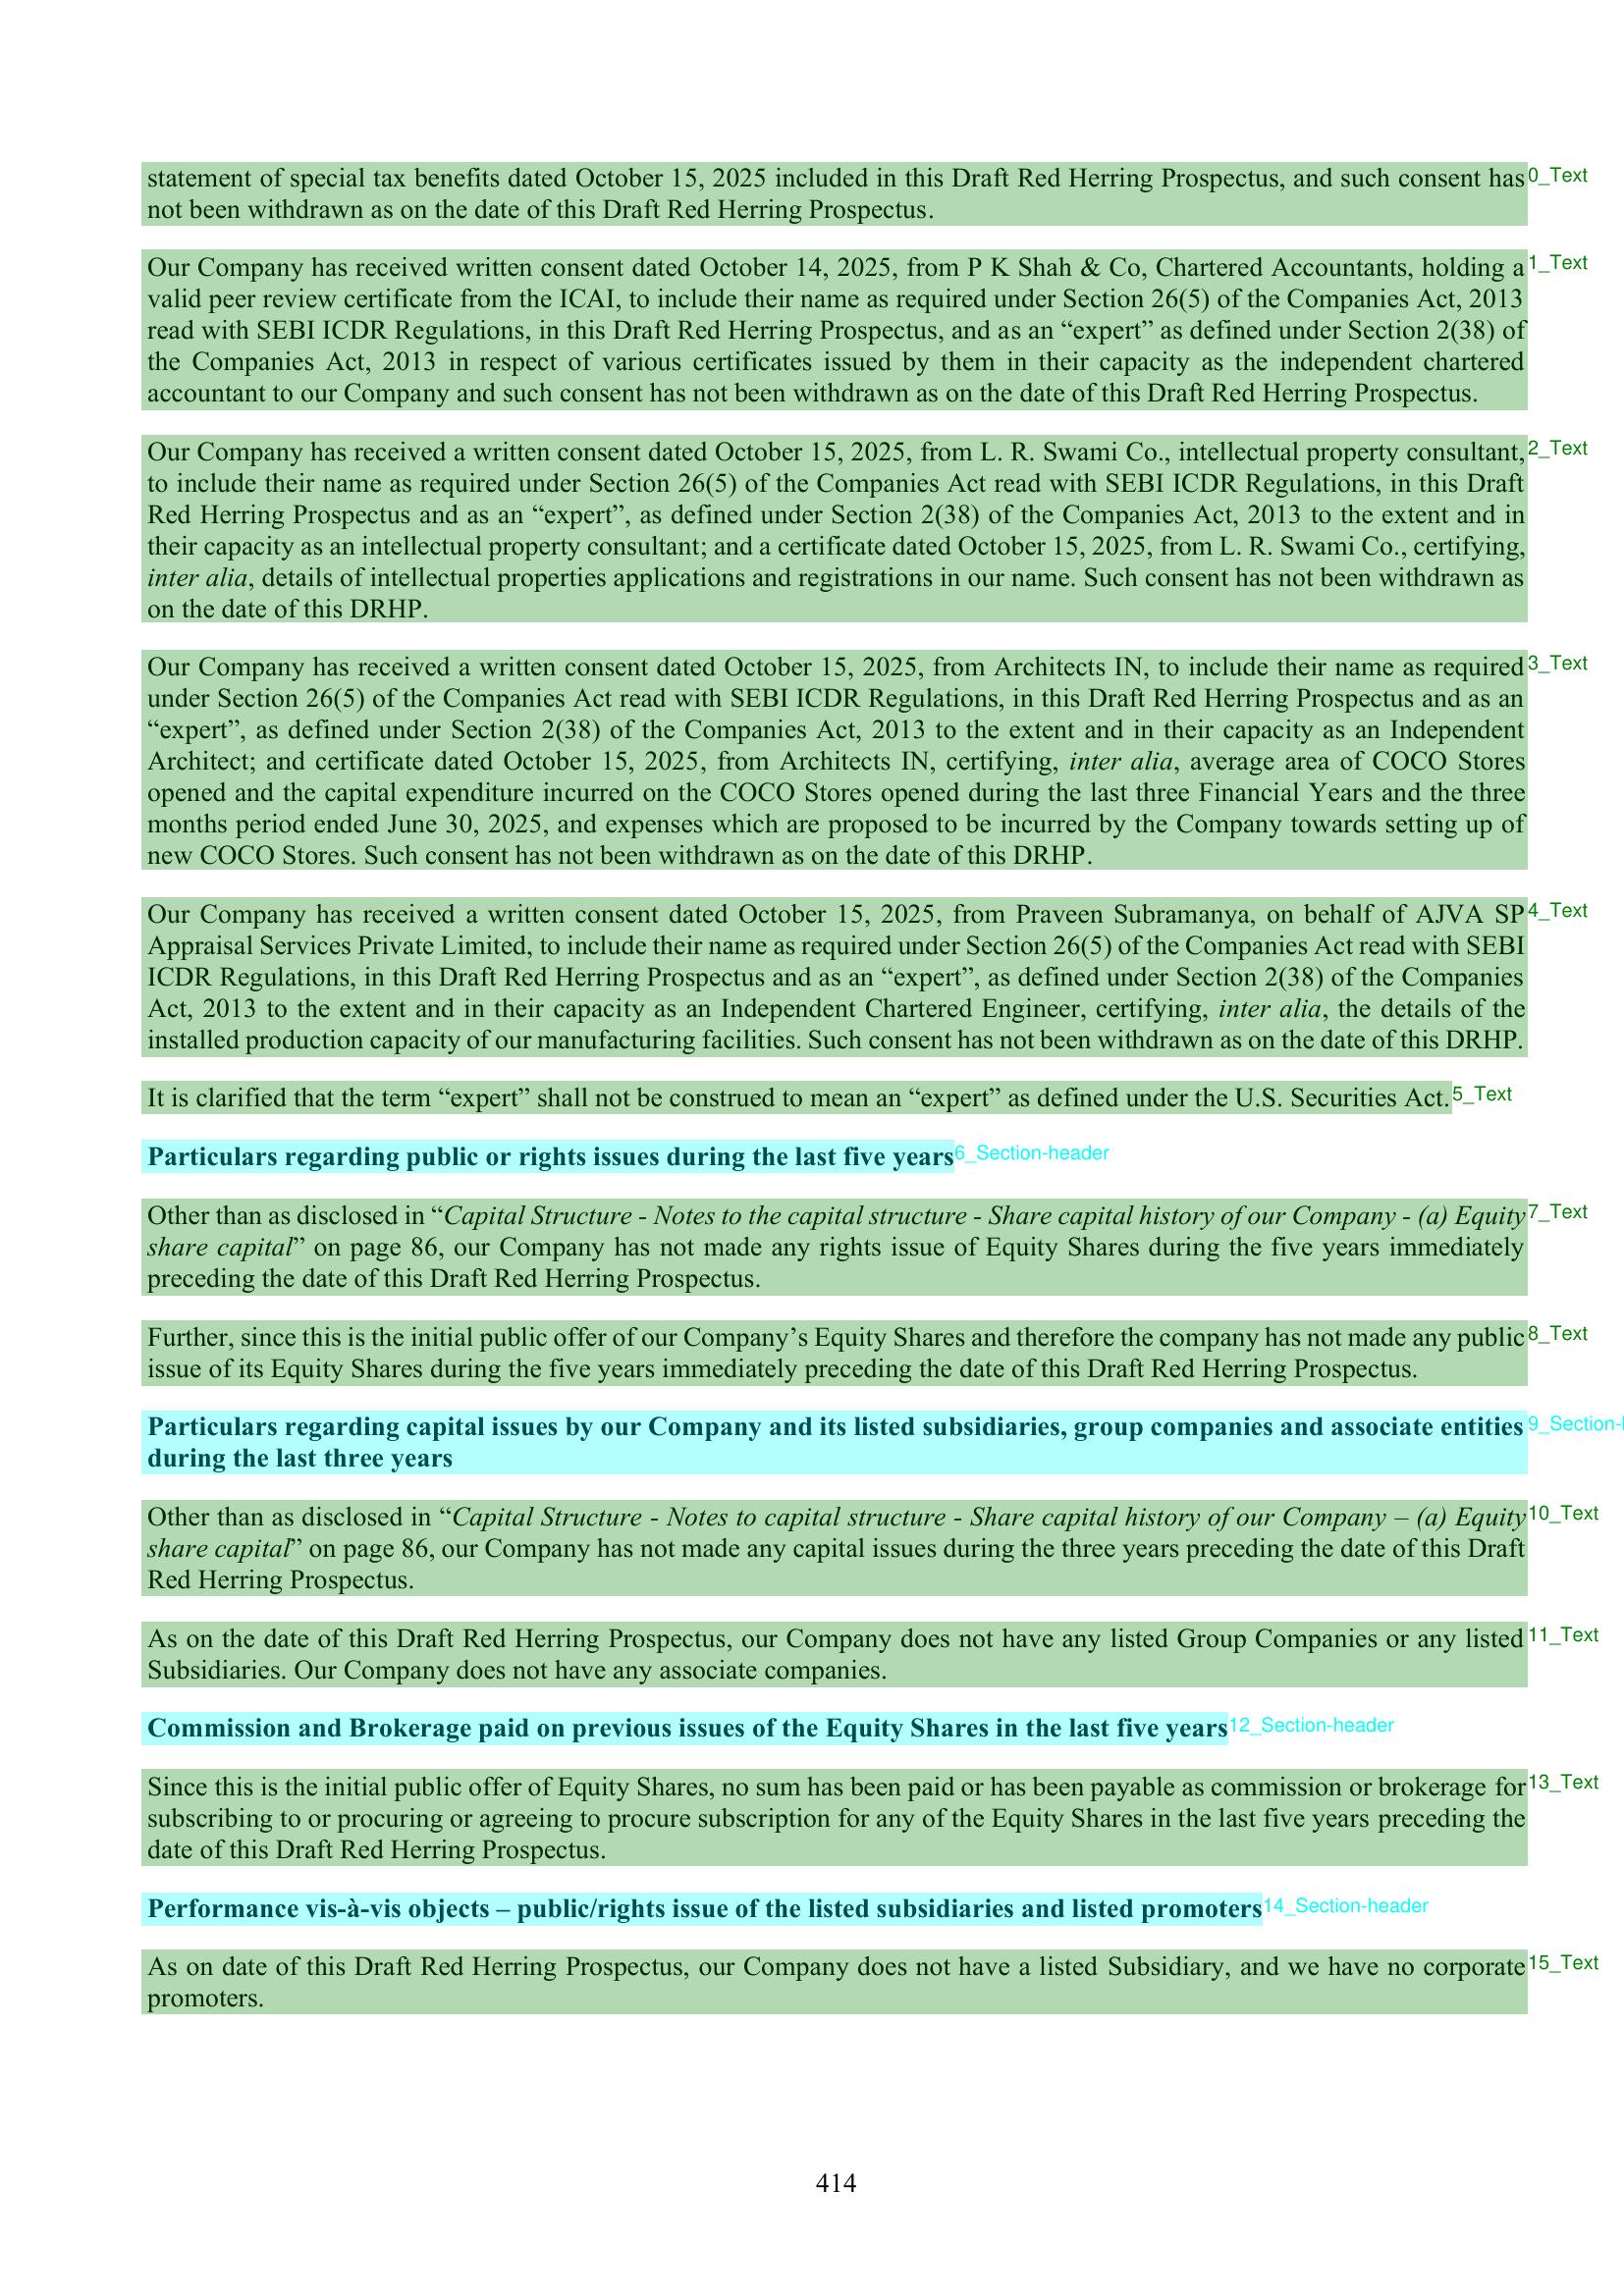 statement of special tax benefits dated October 15, 2025 included in this Draft Red Herring Prospectus, and such consent has 0_Text
not been withdrawn as on the date of this Draft Red Herring Prospectus.
Our Company has received written consent dated October 14, 2025, from P K Shah & Co, Chartered Accountants, holding a 1_Text
valid peer review certificate from the ICAI, to include their name as required under Section 26(5) of the Companies Act, 2013
read with SEBI ICDR Regulations, in this Draft Red Herring Prospectus, and as an “expert” as defined under Section 2(38) of
the Companies Act, 2013 in respect of various certificates issued by them in their capacity as the independent chartered
accountant to our Company and such consent has not been withdrawn as on the date of this Draft Red Herring Prospectus.
Our Company has received a written consent dated October 15, 2025, from L. R. Swami Co., intellectual property consultant, 2_Text
to include their name as required under Section 26(5) of the Companies Act read with SEBI ICDR Regulations, in this Draft
Red Herring Prospectus and as an “expert”, as defined under Section 2(38) of the Companies Act, 2013 to the extent and in
their capacity as an intellectual property consultant; and a certificate dated October 15, 2025, from L. R. Swami Co., certifying,
inter alia, details of intellectual properties applications and registrations in our name. Such consent has not been withdrawn as
on the date of this DRHP.
Our Company has received a written consent dated October 15, 2025, from Architects IN, to include their name as required 3_Text
under Section 26(5) of the Companies Act read with SEBI ICDR Regulations, in this Draft Red Herring Prospectus and as an
“expert”, as defined under Section 2(38) of the Companies Act, 2013 to the extent and in their capacity as an Independent
Architect; and certificate dated October 15, 2025, from Architects IN, certifying, inter alia, average area of COCO Stores
opened and the capital expenditure incurred on the COCO Stores opened during the last three Financial Years and the three
months period ended June 30, 2025, and expenses which are proposed to be incurred by the Company towards setting up of
new COCO Stores. Such consent has not been withdrawn as on the date of this DRHP.
Our Company has received a written consent dated October 15, 2025, from Praveen Subramanya, on behalf of AJVA SP 4_Text
Appraisal Services Private Limited, to include their name as required under Section 26(5) of the Companies Act read with SEBI
ICDR Regulations, in this Draft Red Herring Prospectus and as an “expert”, as defined under Section 2(38) of the Companies
Act, 2013 to the extent and in their capacity as an Independent Chartered Engineer, certifying, inter alia, the details of the
installed production capacity of our manufacturing facilities. Such consent has not been withdrawn as on the date of this DRHP.
It is clarified that the term “expert” shall not be construed to mean an “expert” as defined under the U.S. Securities Act. 5_Text
Particulars regarding public or rights issues during the last five years 6_Section-header
Other than as disclosed in “Capital Structure - Notes to the capital structure - Share capital history of our Company - (a) Equity 7_Text
share capital” on page 86, our Company has not made any rights issue of Equity Shares during the five years immediately
preceding the date of this Draft Red Herring Prospectus.
Further, since this is the initial public offer of our Company’s Equity Shares and therefore the company has not made any public 8_Text
issue of its Equity Shares during the five years immediately preceding the date of this Draft Red Herring Prospectus.
Particulars regarding capital issues by our Company and its listed subsidiaries, group companies and associate entities 9_Section-
during the last three years
Other than as disclosed in “Capital Structure - Notes to capital structure - Share capital history of our Company – (a) Equity 10_Text
share capital” on page 86, our Company has not made any capital issues during the three years preceding the date of this Draft
Red Herring Prospectus.
As on the date of this Draft Red Herring Prospectus, our Company does not have any listed Group Companies or any listed 11_Text
Subsidiaries. Our Company does not have any associate companies.
Commission and Brokerage paid on previous issues of the Equity Shares in the last five years 12_Section-header
Since this is the initial public offer of Equity Shares, no sum has been paid or has been payable as commission or brokerage for 13_Text
subscribing to or procuring or agreeing to procure subscription for any of the Equity Shares in the last five years preceding the
date of this Draft Red Herring Prospectus.
Performance vis-à-vis objects – public/rights issue of the listed subsidiaries and listed promoters 14_Section-header
As on date of this Draft Red Herring Prospectus, our Company does not have a listed Subsidiary, and we have no corporate 15_Text
promoters.
414